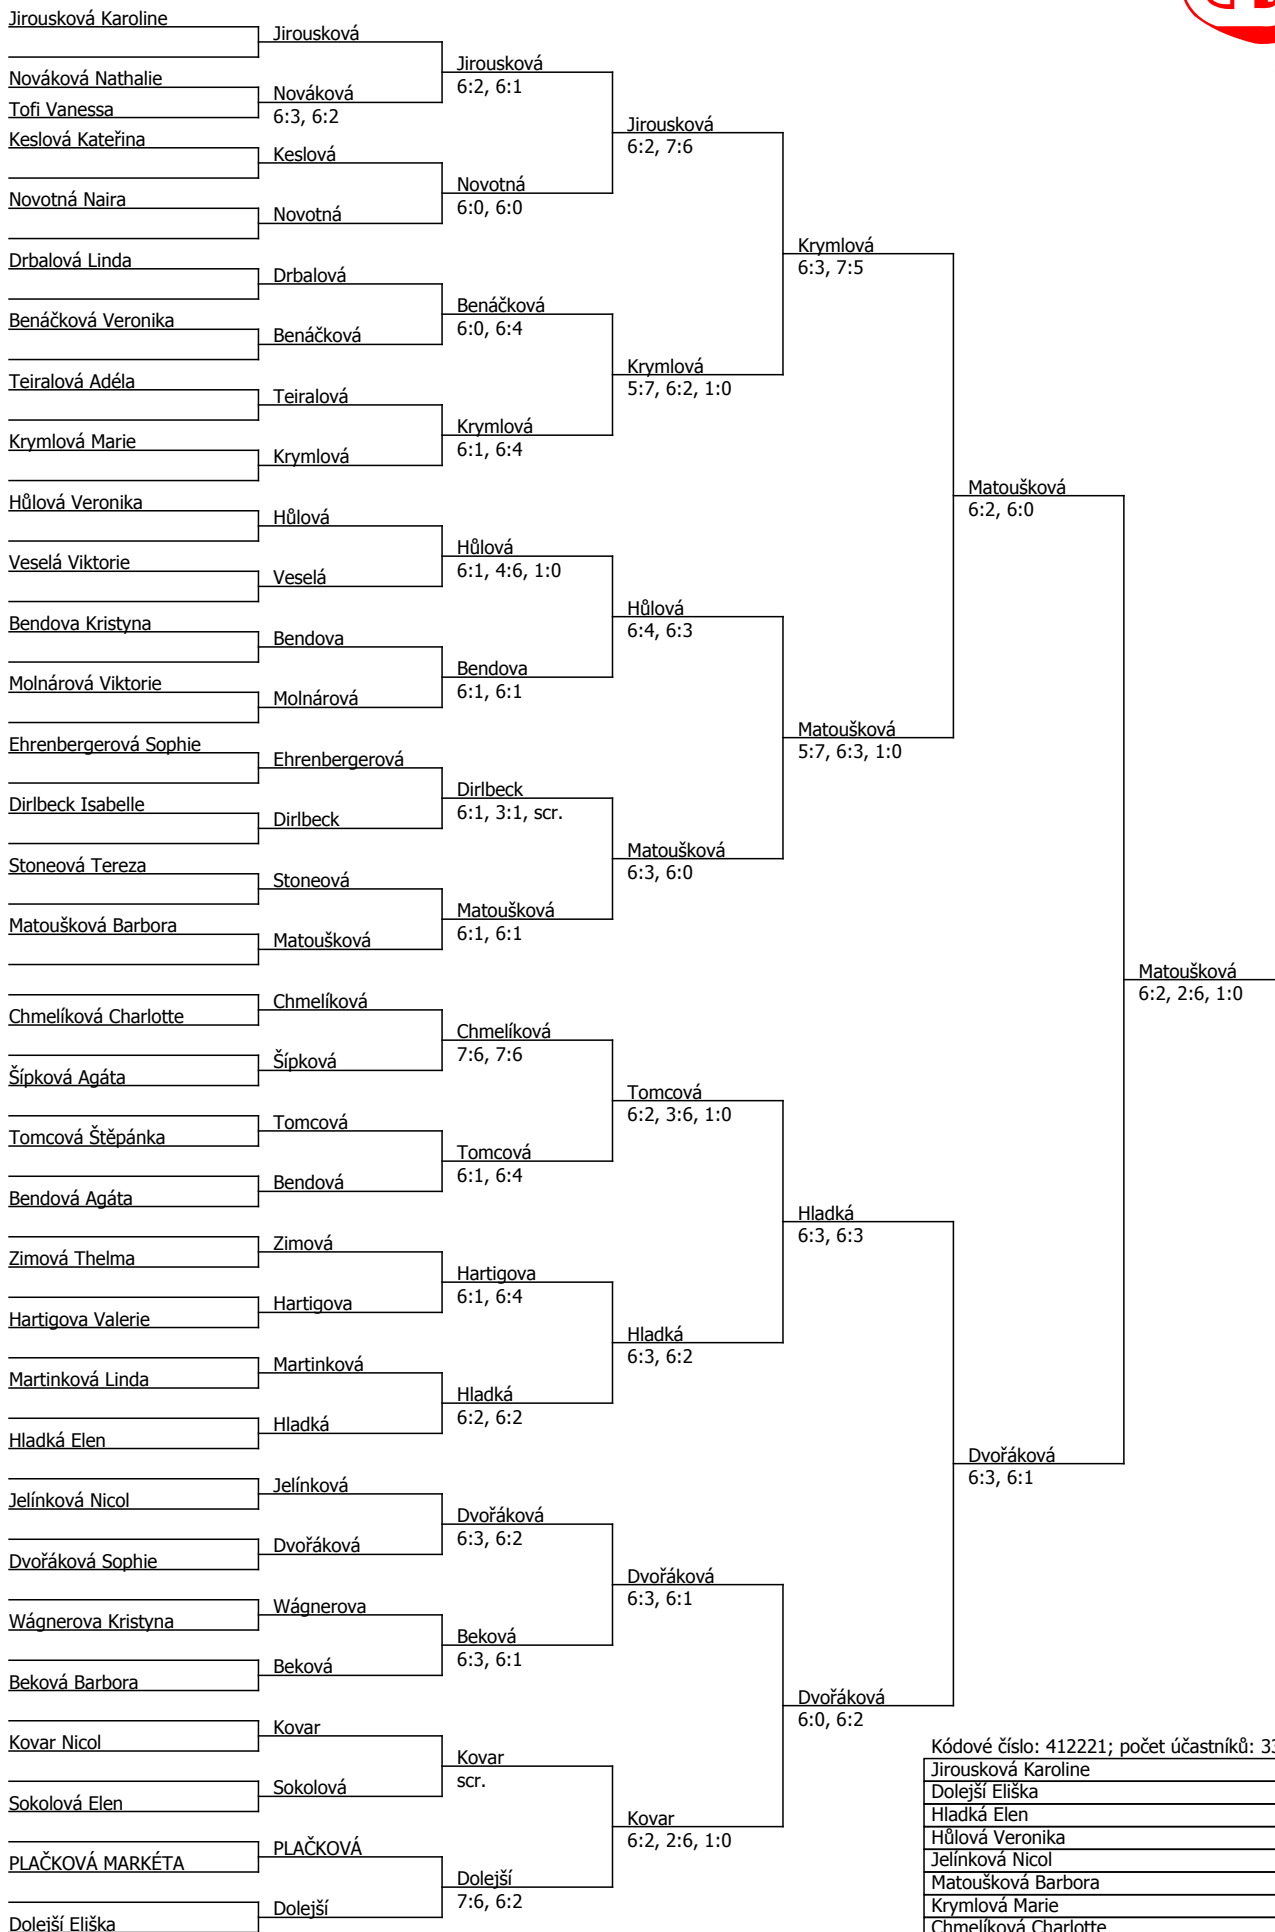 Jirousková Karoline
Nováková Nathalie
Tofi Vanessa
Keslová Kateřina
Novotná Naira
Drbalová Linda
Benáčková Veronika
Teiralová Adéla
Krymlová Marie
Hůlová Veronika
Veselá Viktorie
Bendova Kristyna
Molnárová Viktorie
Ehrenbergerová Sophie
Dirlbeck Isabelle
Stoneová Tereza
Matoušková Barbora
Chmelíková Charlotte
Šípková Agáta
Tomcová Štěpánka
Bendová Agáta
Zimová Thelma
Hartigova Valerie
Martinková Linda
Hladká Elen
Jelínková Nicol
Dvořáková Sophie
Wágnerova Kristyna
Beková Barbora
Kovar Nicol
Sokolová Elen
PLAČKOVÁ MARKÉTA
Dolejší Eliška
Jirousková
Nováková
6:3, 6:2
Keslová
Novotná
Drbalová
Benáčková
Teiralová
Krymlová
Hůlová
Veselá
Bendova
Molnárová
Ehrenbergerová
Dirlbeck
Stoneová
Matoušková
Chmelíková
Šípková
Tomcová
Bendová
Zimová
Hartigova
Martinková
Hladká
Jelínková
Dvořáková
Wágnerova
Beková
Kovar
Sokolová
PLAČKOVÁ
Dolejší
Jirousková
6:2, 6:1
Novotná
6:0, 6:0
Benáčková
6:0, 6:4
Krymlová
6:1, 6:4
Hůlová
6:1, 4:6, 1:0
Bendova
6:1, 6:1
Dirlbeck
6:1, 3:1, scr.
Matoušková
6:1, 6:1
Chmelíková
7:6, 7:6
Tomcová
6:1, 6:4
Hartigova
6:1, 6:4
Hladká
6:2, 6:2
Dvořáková
6:3, 6:2
Beková
6:3, 6:1
Kovar
scr.
Dolejší
7:6, 6:2
Jirousková
6:2, 7:6
Krymlová
5:7, 6:2, 1:0
Hůlová
6:4, 6:3
Matoušková
6:3, 6:0
Tomcová
6:2, 3:6, 1:0
Hladká
6:3, 6:2
Dvořáková
6:3, 6:1
Kovar
6:2, 2:6, 1:0
Krymlová
6:3, 7:5
Matoušková
5:7, 6:3, 1:0
Hladká
6:3, 6:3
Dvořáková
6:0, 6:2
Matoušková
6:2, 6:0
Dvořáková
6:3, 6:1
Matoušková
6:2, 2:6, 1:0
Kódové číslo: 412221; počet účastníků: 33
Jirousková Karoline
Dolejší Eliška
Hladká Elen
Hůlová Veronika
Jelínková Nicol
Matoušková Barbora
Krymlová Marie
Chmelíková Charlotte